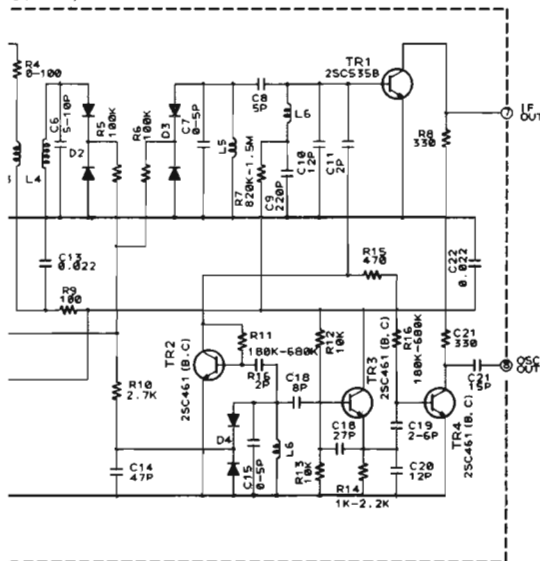 TR1
2SC535B
R4
0-100
C6
5-10P
R5
100K
R6
100K
D3
C7
0-5P
C8
5P
L6
IF
OUT
7
R8
330
D2
L4
L5
R7
820K-1.5M
C9
220P
C10
12P
C11
2P
C13
0.022
R15
470
C22
0.022
R9
100
TR2
2SC461 (B.C)
R11
180K-680K
R12
10K
TR3
2SC461 (B.C)
R16
180K-680K
C21
330
R16
2P
C18
8P
C21
15P
8
OSC
OUT
R10
2.7K
D4
C18
27P
C19
2-6P
TR4
2SC461 (B.C)
C14
47P
C15
0-5P
L6
R13
10K
R14
1K-2.2K
C20
12P